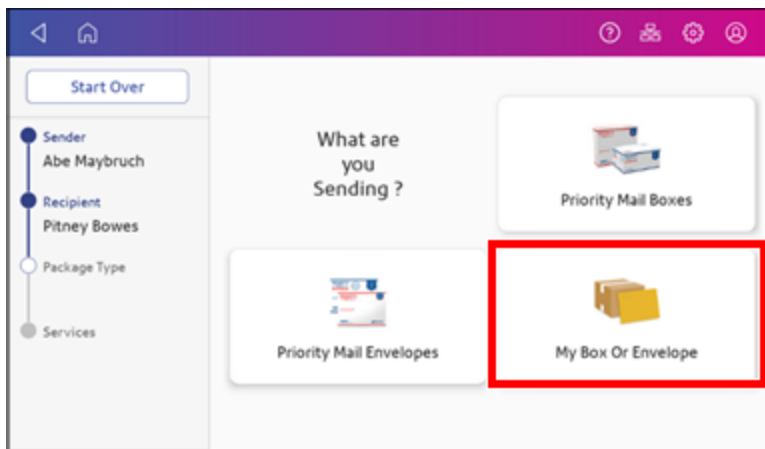 Start Over
Sender
Abe Maybruch
Recipient
Pitney Bowes
Package Type
Services
What are
you
Sending ?
Priority Mail Boxes
Priority Mail Envelopes
My Box Or Envelope